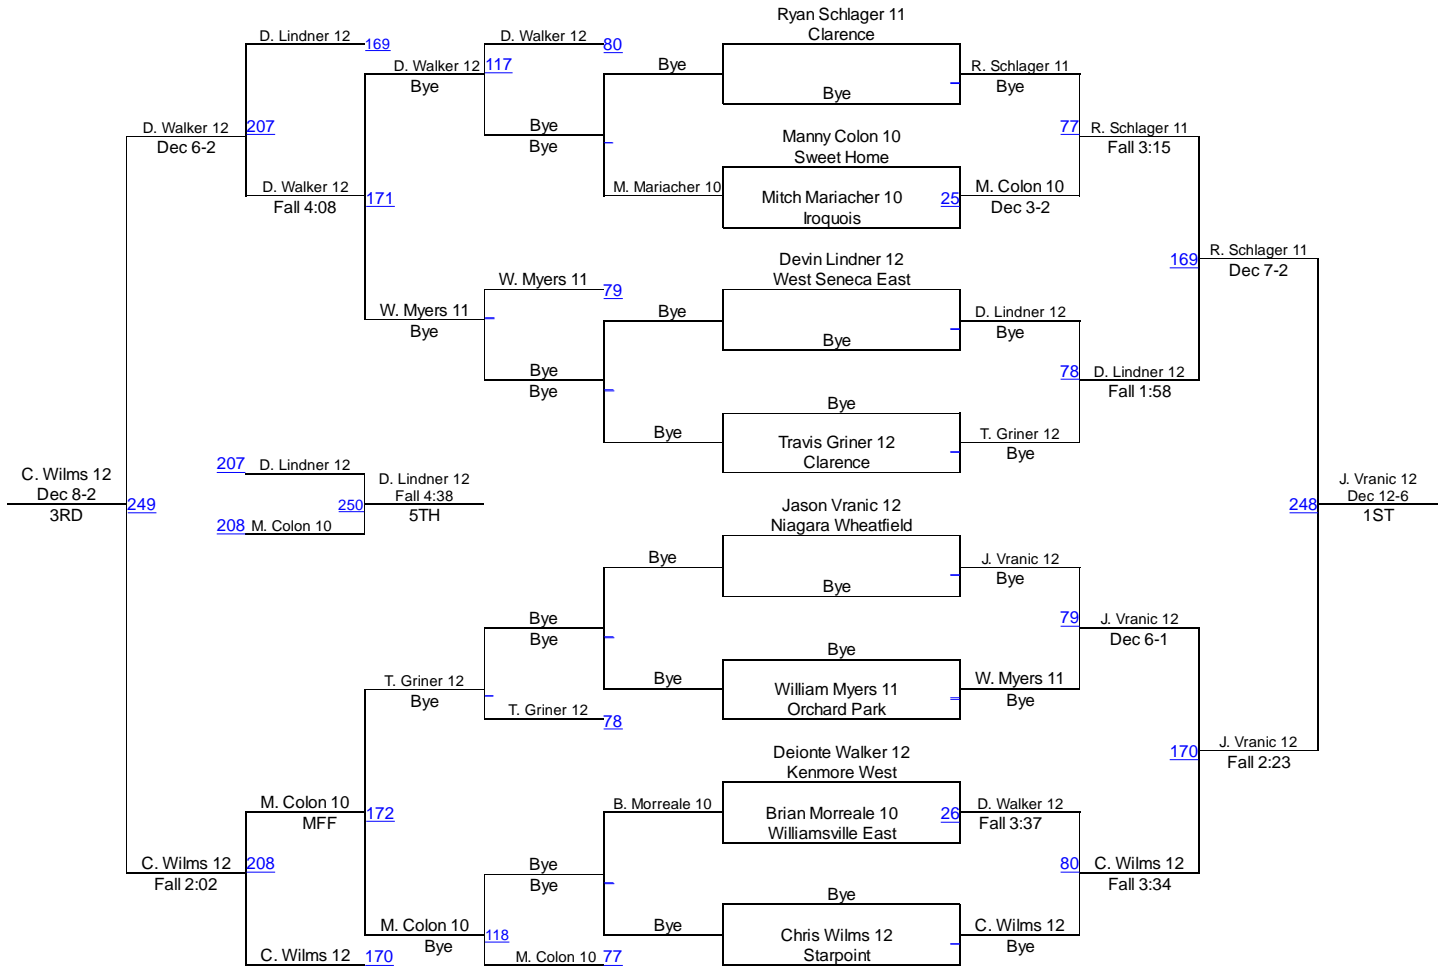 Ryan Schlager 11
Clarence
D. Lindner 12
169
D. Walker 12
80
Bye
D. Walker 12
117
Bye
R. Schlager 11
Bye
Bye
D. Walker 12
207
Dec 6-2
Bye
Bye
Manny Colon 10
Sweet Home
77
R. Schlager 11
Fall 3:15
D. Walker 12
171
Fall 4:08
M. Mariacher 10
Mitch Mariacher 10
Iroquois
25
M. Colon 10
Dec 3-2
Devin Lindner 12
West Seneca East
169
R. Schlager 11
Dec 7-2
W. Myers 11
79
W. Myers 11
Bye
Bye
Bye
D. Lindner 12
Bye
Bye
Bye
78
D. Lindner 12
Fall 1:58
Bye
Bye
Travis Griner 12
Clarence
T. Griner 12
Bye
C. Wilms 12
Dec 8-2
3RD
249
207
D. Lindner 12
208
M. Colon 10
250
D. Lindner 12
Fall 4:38
5TH
Jason Vranic 12
Niagara Wheatfield
248
J. Vranic 12
Dec 12-6
1ST
Bye
Bye
J. Vranic 12
Bye
Bye
Bye
79
J. Vranic 12
Dec 6-1
Bye
Bye
William Myers 11
Orchard Park
W. Myers 11
Bye
T. Griner 12
Bye
T. Griner 12
78
Deionte Walker 12
Kenmore West
170
J. Vranic 12
Fall 2:23
M. Colon 10
MFF
172
B. Morreale 10
Brian Morreale 10
Williamsville East
26
D. Walker 12
Fall 3:37
C. Wilms 12
208
Fall 2:02
Bye
Bye
80
C. Wilms 12
Fall 3:34
Bye
M. Colon 10
Bye
118
Bye
Chris Wilms 12
Starpoint
C. Wilms 12
Bye
C. Wilms 12
170
M. Colon 10
77